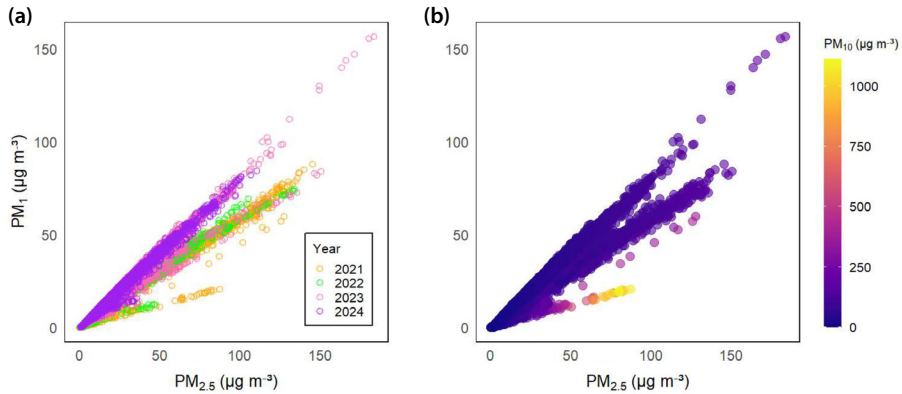 (a)
PM₁ (µg m⁻³)
150
100
50
0
0 50 100 150
PM₂.₅ (µg m⁻³)
Year
2021
2022
2023
2024
(b)
150
100
50
0
0 50 100 150
PM₂.₅ (µg m⁻³)
PM₁₀ (µg m⁻³)
1000
750
500
250
0